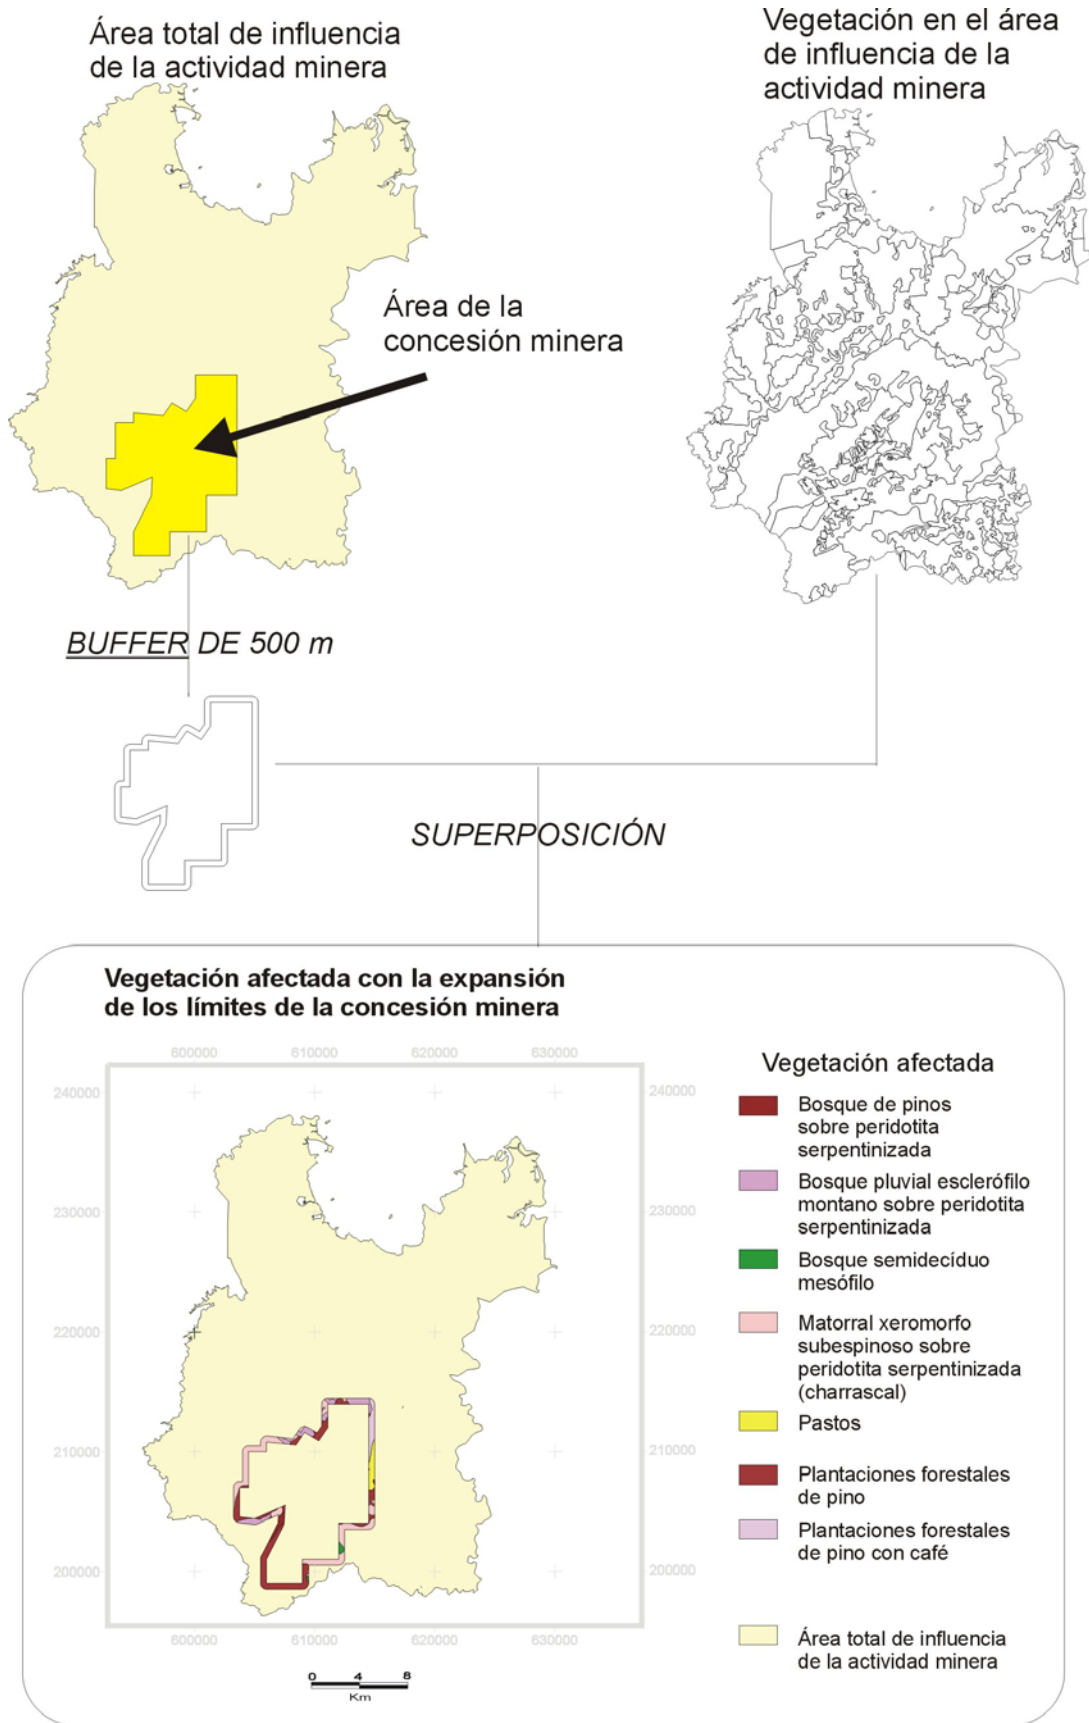 Área total de influencia
de la actividad minera
Vegetación en el área
de influencia de la
actividad minera
Área de la
concesión minera
BUFFER DE 500 m
SUPERPOSICIÓN
Vegetación afectada con la expansión
de los límites de la concesión minera
600000 610000 620000 630000
240000 240000
230000 230000
220000 220000
210000 210000
200000 200000
600000 610000 620000 630000
0 4 8
Km
Vegetación afectada
Bosque de pinos
sobre peridotita
serpentinizada
Bosque pluvial esclerófilo
montano sobre peridotita
serpentinizada
Bosque semidecíduo
mesófilo
Matorral xeromorfo
subespinoso sobre
peridotita serpentinizada
(charrascal)
Pastos
Plantaciones forestales
de pino
Plantaciones forestales
de pino con café
Área total de influencia
de la actividad minera